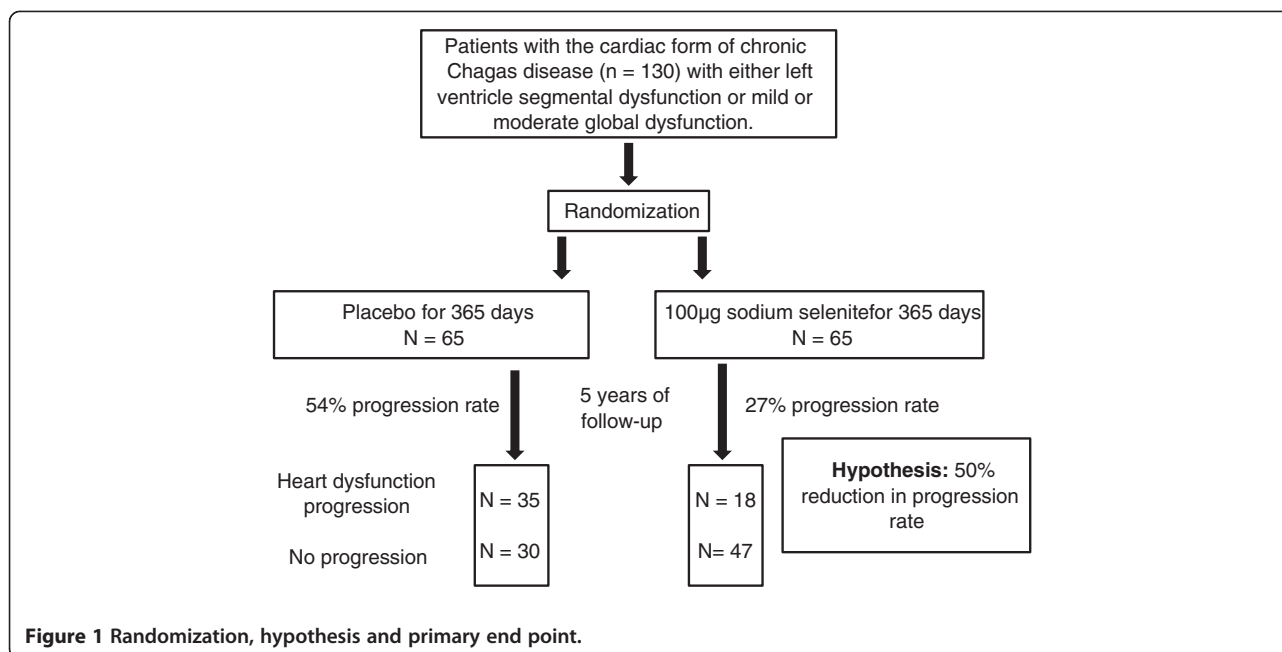 Patients with the cardiac form of chronic
Chagas disease (n = 130) with either left
ventricle segmental dysfunction or mild or
moderate global dysfunction.
Randomization
Placebo for 365 days
N = 65
100µg sodium selenitefor 365 days
N = 65
54% progression rate
5 years of
follow-up
27% progression rate
Hypothesis: 50%
reduction in progression
rate
Heart dysfunction
progression
N = 35
N = 18
No progression
N = 30
N= 47
Figure 1 Randomization, hypothesis and primary end point.